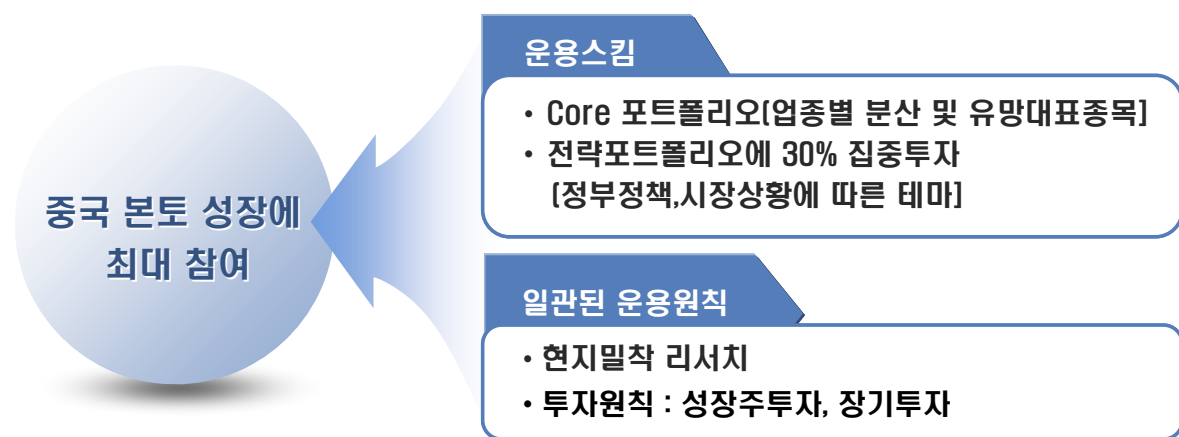 중국 본토 성장에
최대 참여
운용스킴
• Core 포트폴리오[업종별 분산 및 유망대표종목]
• 전략포트폴리오에 30% 집중투자
[정부정책,시장상황에 따른 테마]
일관된 운용원칙
• 현지밀착 리서치
• 투자원칙 : 성장주투자, 장기투자